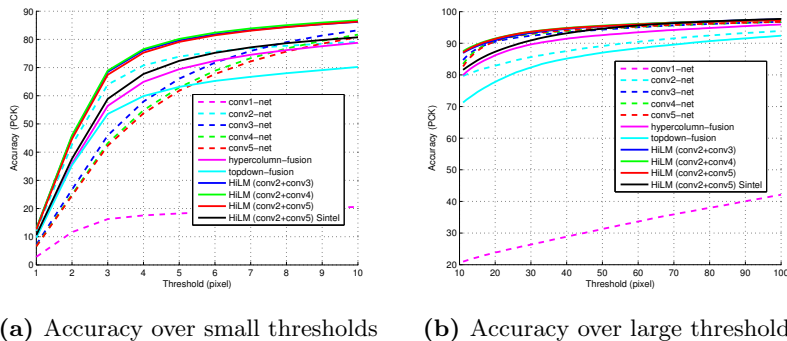 90
80
70
60
50
40
30
20
10
0
Accuracy (PCK)
1 2 3 4 5 6 7 8 9 10
Threshold (pixel)
conv1-net
conv2-net
conv3-net
conv4-net
conv5-net
hypercolumn-fusion
topdown-fusion
HiLM (conv2+conv3)
HiLM (conv2+conv4)
HiLM (conv2+conv5)
HiLM (conv2+conv5) Sintel
(a) Accuracy over small thresholds
100
90
80
70
60
50
40
30
20
Accuracy (PCK)
10 20 30 40 50 60 70 80 90 100
Threshold (pixel)
conv1-net
conv2-net
conv3-net
conv4-net
conv5-net
hypercolumn-fusion
topdown-fusion
HiLM (conv2+conv3)
HiLM (conv2+conv4)
HiLM (conv2+conv5)
HiLM (conv2+conv5) Sintel
(b) Accuracy over large threshold